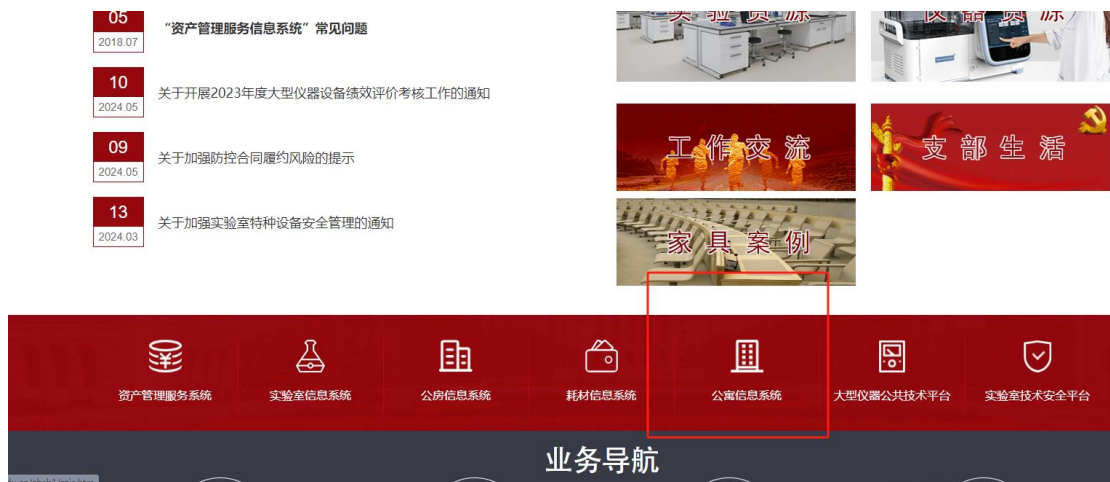 05
2018.07
“资产管理服务信息系统”常见问题
10
2024.05
关于开展2023年度大型仪器设备绩效评价考核工作的通知
09
2024.05
关于加强防控合同履约风险的提示
13
2024.03
关于加强实验室特种设备安全管理的通知
实验资源
仪器资源
工作交流
支部生活
家具案例
资产管理服务系统
实验室信息系统
公房信息系统
耗材信息系统
公寓信息系统
大型仪器公共技术平台
实验室技术安全平台
业务导航